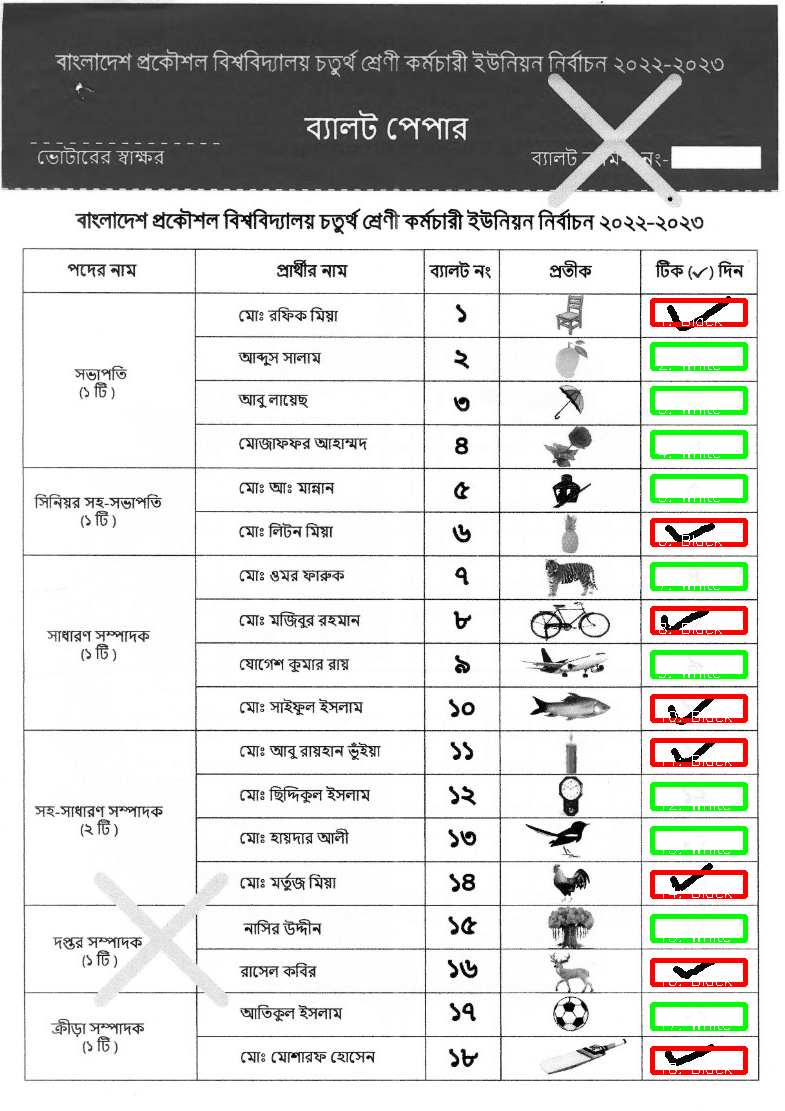 বাংলাদেশ প্রকৌশল বিশ্ববিদ্যালয় চতুর্থ শ্রেণী কর্মচারী ইউনিয়ন নির্বাচন ২০২২-২০২৩
ব্যালট পেপার
ভোটারের স্বাক্ষর ব্যালট নং-
বাংলাদেশ প্রকৌশল বিশ্ববিদ্যালয় চতুর্থ শ্রেণী কর্মচারী ইউনিয়ন নির্বাচন ২০২২-২০২৩
পদের নাম প্রার্থীর নাম ব্যালট নং প্রতীক টিক (✓) দিন
সভাপতি
(১ টি )
মোঃ রফিক মিয়া ১ 1, Black
আব্দুস সালাম ২ 2, White
আবু লায়েছ ৩ 3, White
মোজাফফর আহাম্মদ ৪ 4, White
সিনিয়র সহ-সভাপতি
(১ টি )
মোঃ আঃ মান্নান ৫ 5, White
মোঃ লিটন মিয়া ৬ 6, Black
সাধারণ সম্পাদক
(১ টি )
মোঃ ওমর ফারুক ৭ 7, White
মোঃ মজিবুর রহমান ৮ 8, Black
যোগেশ কুমার রায় ৯ 9, White
মোঃ সাইফুল ইসলাম ১০ 10, Black
সহ-সাধারণ সম্পাদক
(২ টি )
মোঃ আবু রায়হান ভুঁইয়া ১১ 11, Black
মোঃ ছিদ্দিকুল ইসলাম ১২ 12, White
মোঃ হায়দার আলী ১৩ 13, White
মোঃ মর্তুজ মিয়া ১৪ 14, Black
দপ্তর সম্পাদক
(১ টি )
নাসির উদ্দীন ১৫ 15, White
রাসেল কবির ১৬ 16, Black
ক্রীড়া সম্পাদক
(১ টি )
আতিকুল ইসলাম ১৭ 17, White
মোঃ মোশারফ হোসেন ১৮ 18, Black